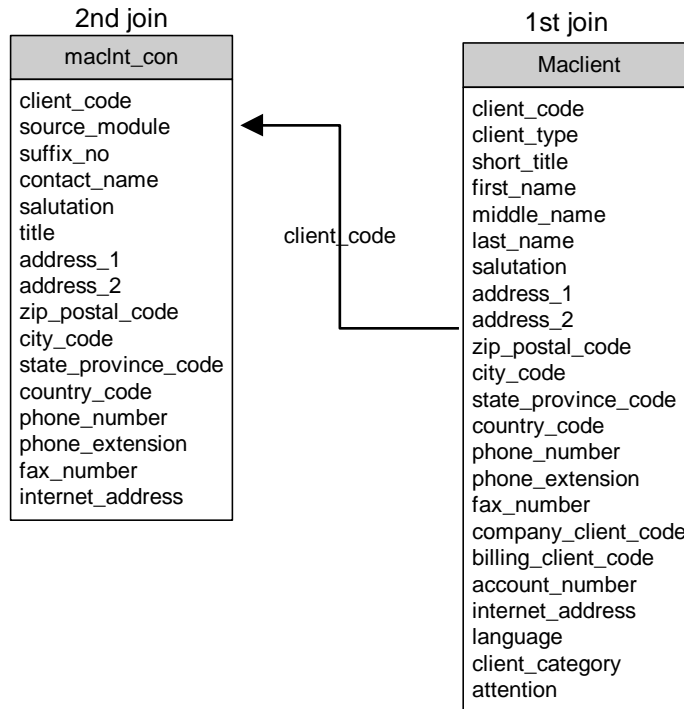 2nd join
maclnt_con
client_code
source_module
suffix_no
contact_name
salutation
title
address_1
address_2
zip_postal_code
city_code
state_province_code
country_code
phone_number
phone_extension
fax_number
internet_address
client_code
1st join
Maclient
client_code
client_type
short_title
first_name
middle_name
last_name
salutation
address_1
address_2
zip_postal_code
city_code
state_province_code
country_code
phone_number
phone_extension
fax_number
company_client_code
billing_client_code
account_number
internet_address
language
client_category
attention